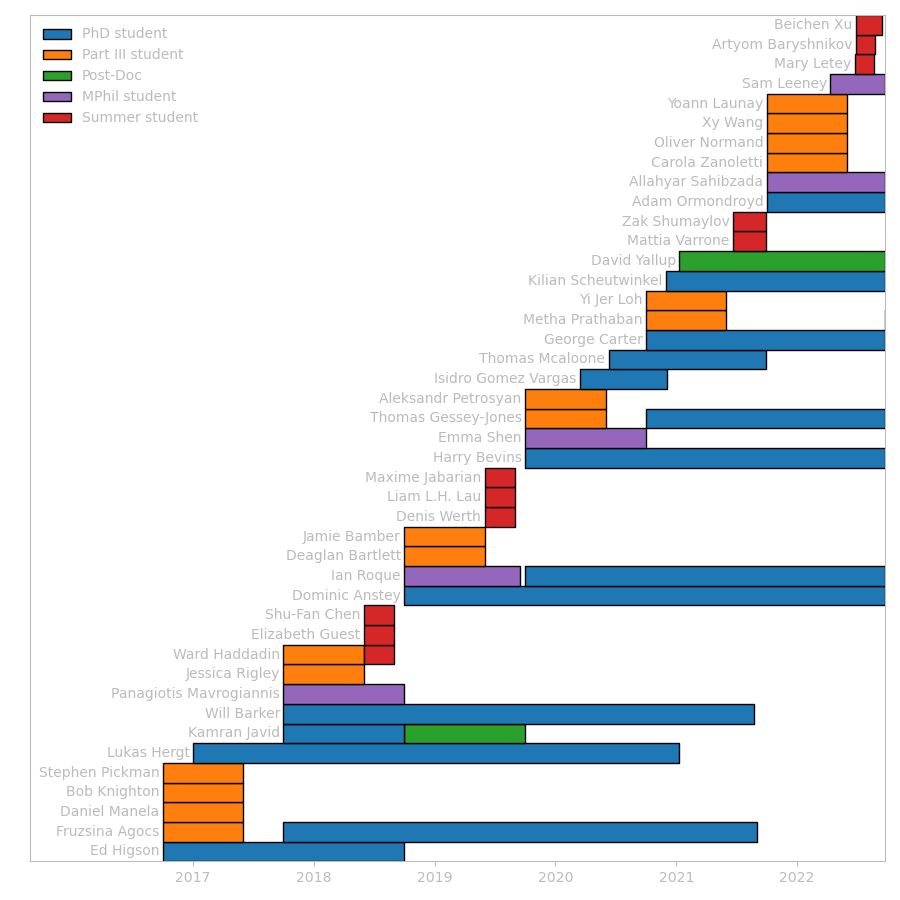 PhD student
Part III student
Post-Doc
MPhil student
Summer student
Beichen Xu
Artyom Baryshnikov
Mary Letey
Sam Leeney
Yoann Launay
Xy Wang
Oliver Normand
Carola Zanoletti
Allahyar Sahibzada
Adam Ormondroyd
Zak Shumaylov
Mattia Varrone
David Yallup
Kilian Scheutwinkel
Yi Jer Loh
Metha Prathaban
George Carter
Thomas Mcaloone
Isidro Gomez Vargas
Aleksandr Petrosyan
Thomas Gessey-Jones
Emma Shen
Harry Bevins
Maxime Jabarian
Liam L.H. Lau
Denis Werth
Jamie Bamber
Deaglan Bartlett
Ian Roque
Dominic Anstey
Shu-Fan Chen
Elizabeth Guest
Ward Haddadin
Jessica Rigley
Panagiotis Mavrogiannis
Will Barker
Kamran Javid
Lukas Hergt
Stephen Pickman
Bob Knighton
Daniel Manela
Fruzsina Agocs
Ed Higson
2017 2018 2019 2020 2021 2022